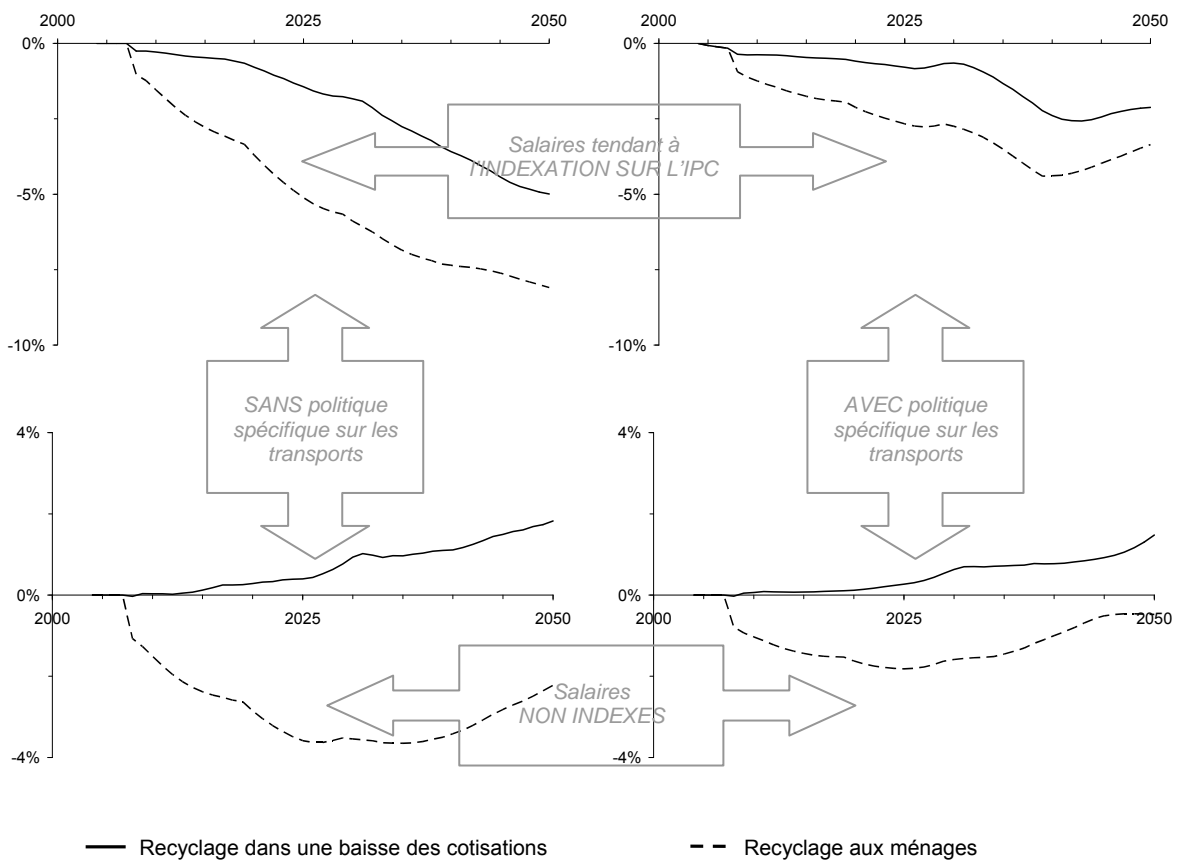 2000 2025 2050
2000 2025 2050
0%
-5%
-10%
0%
-5%
-10%
Salaires tendant à
l'INDEXATION SUR L'IPC
SANS politique
spécifique sur les
transports
AVEC politique
spécifique sur les
transports
4%
0%
-4%
2000 2025 2050
4%
0%
-4%
2000 2025 2050
Salaires
NON INDEXES
Recyclage dans une baisse des cotisations
Recyclage aux ménages